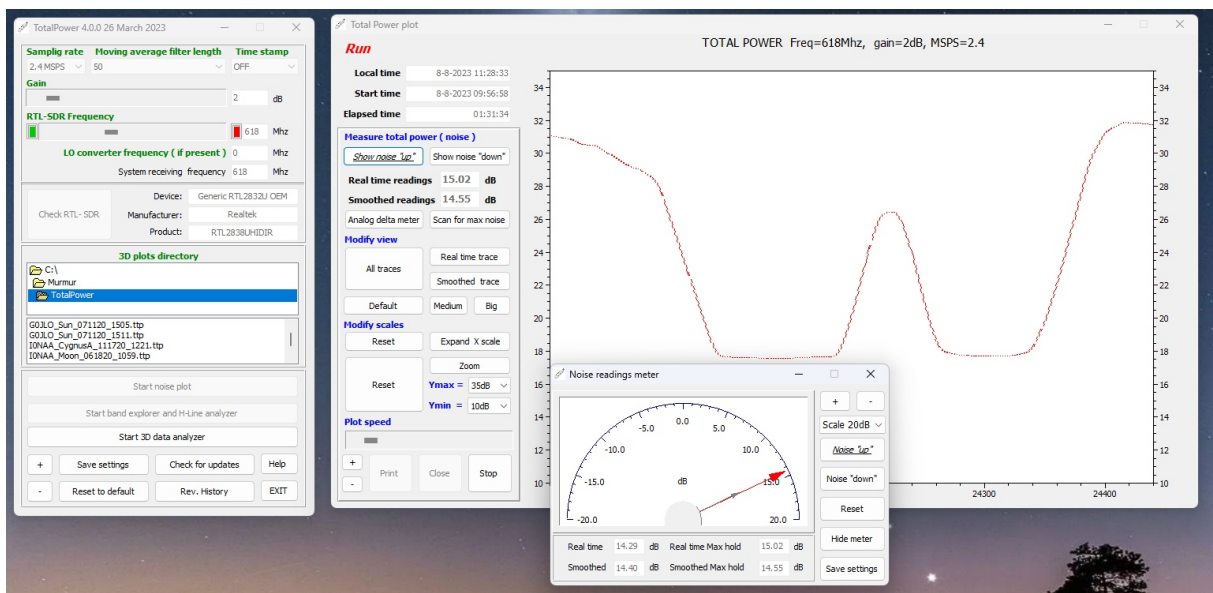 TotalPower 4.0.0 26 March 2023
Samplig rate Moving average filter length Time stamp
2.4 MSPS 50 OFF
Gain
2 dB
RTL-SDR Frequency
618 Mhz
LO converter frequency ( if present ) 0 Mhz
System receiving frequency 618 Mhz
Check RTL- SDR
Device: Generic RTL2832U OEM
Manufacturer: Realtek
Product: RTL2838UHIDIR
3D plots directory
C:\
Murmur
TotalPower
G0JLO_Sun_071120_1505.ttp
G0JLO_Sun_071120_1511.ttp
I0NAA_CygnusA_111720_1221.ttp
I0NAA_Moon_061820_1059.ttp
Start noise plot
Start band explorer and H-Line analyzer
Start 3D data analyzer
+ Save settings Check for updates Help
- Reset to default Rev. History EXIT
Total Power plot
Run
Local time 8-8-2023 11:28:33
Start time 8-8-2023 09:56:58
Elapsed time 01:31:34
Measure total power ( noise )
Show noise "up" Show noise "down"
Real time readings 15.02 dB
Smoothed readings 14.55 dB
Analog delta meter Scan for max noise
Modify view
All traces
Real time trace
Smoothed trace
Default Medium Big
Modify scales
Reset Expand X scale
Zoom
Reset
Ymax = 35dB
Ymin = 10dB
Plot speed
+
-
Print Close Stop
TOTAL POWER Freq=618Mhz, gain=2dB, MSPS=2.4
34 34
32 32
30 30
28 28
26 26
24 24
22 22
20 20
18 18
16 16
14 14
12 12
10 10
24300 24400
Noise readings meter
0.0
-5.0 5.0
-10.0 10.0
-15.0 dB 15.0
-20.0 20.0
+ -
Scale 20dB
Noise "up"
Noise "down"
Reset
Hide meter
Save settings
Real time 14.29 dB Real time Max hold 15.02 dB
Smoothed 14.40 dB Smoothed Max hold 14.55 dB